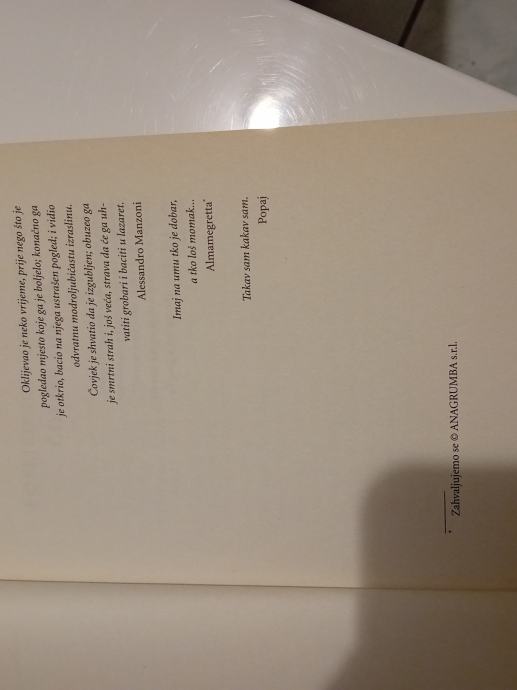 Oklijevao je neko vrijeme, prije nego što je
pogledao mjesto koje ga je boljelo; konačno ga
je otkrio, bacio na njega ustrašen pogled; i vidio
odvratnu modroljubičastu izraslinu.
Čovjek je shvatio da je izgubljen; obuzeo ga
je smrtni strah i, još veća, strava da će ga uh-
vatiti grobari i baciti u lazaret.
Alessandro Manzoni
Imaj na umu tko je dobar,
a tko loš momak...
Almamegretta*
Takav sam kakav sam.
Popaj
* Zahvaljujemo se © ANAGRUMBA s.r.l.